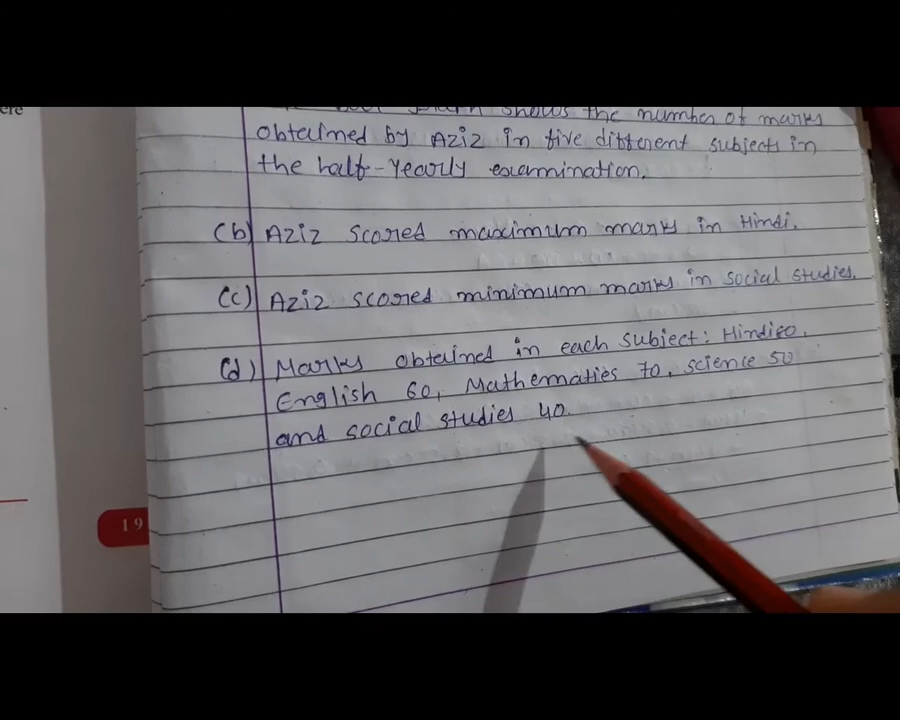 ere
shows the number of marks
obtained by Aziz in five different subjects in
the half-yearly examination.
(b) Aziz scored maximum marks in Hindi.
(c) Aziz scored minimum marks in social studies.
(d) Marks obtained in each subject: Hindi 80,
English 60, Mathematies 70, science 50
and social studies 40.
19